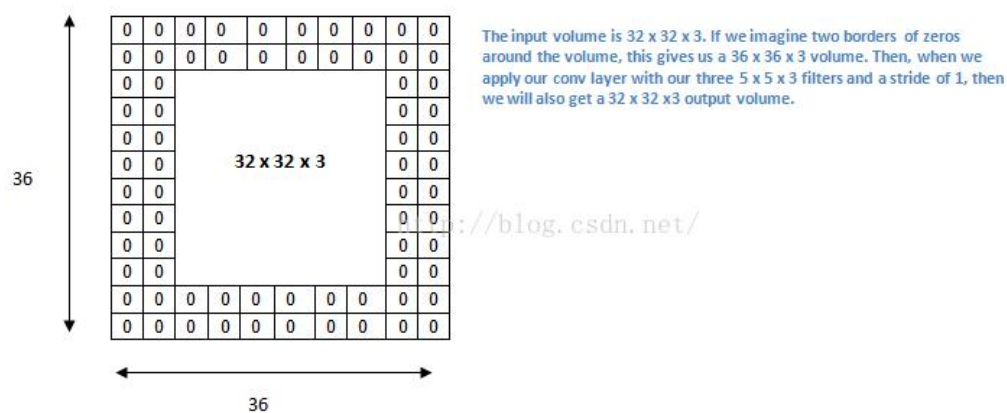 0 0 0 0 0 0 0 0 0 0
0 0 0 0 0 0 0 0 0 0
0 0 0 0
0 0 0 0
0 0 0 0
0 0 32 x 32 x 3 0 0
36
0 0 0 0
0 0 0 0
0 0 0 0
0 0 0 0
0 0 0 0 0 0 0 0 0 0
0 0 0 0 0 0 0 0 0 0
36
The input volume is 32 x 32 x 3. If we imagine two borders of zeros
around the volume, this gives us a 36 x 36 x 3 volume. Then, when we
apply our conv layer with our three 5 x 5 x 3 filters and a stride of 1, then
we will also get a 32 x 32 x3 output volume.
http://blog.csdn.net/